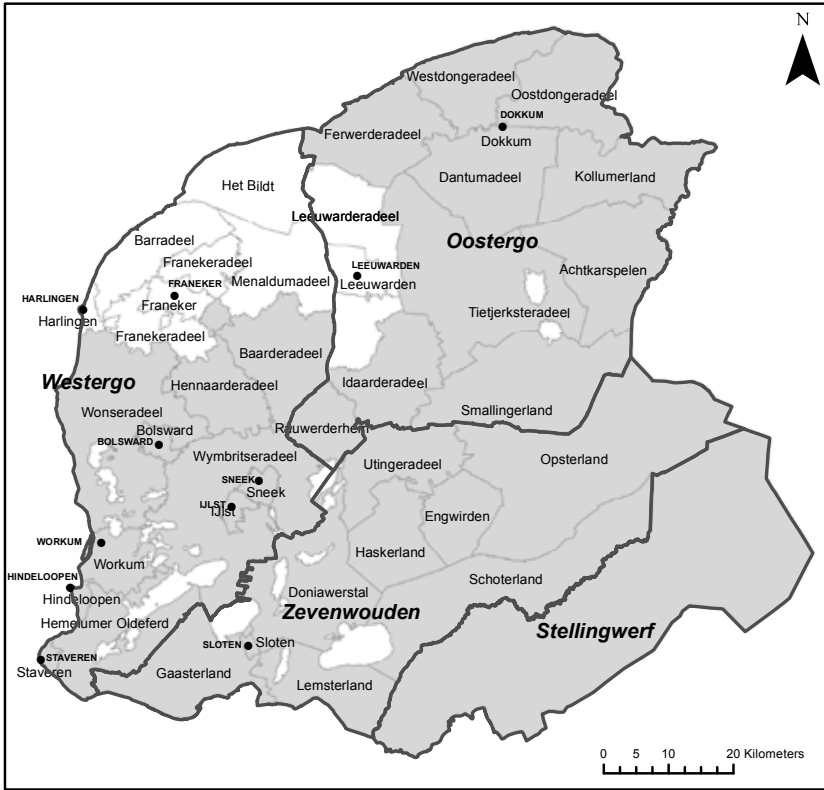 N
Westdongeradeel
Oostdongeradeel
DOKKUM
Ferwerderadeel
Dokkum
Dantumadeel
Kollumerland
Het Bildt
Leeuwarderadeel
Barradeel
Oostergo
Franekeradeel
LEEUWARDEN
Achtkarspelen
FRANEKER
Menaldumadeel
Leeuwarden
HARLINGEN
Franeker
Harlingen
Tietjerksteradeel
Franekeradeel
Baarderadeel
Westergo
Hennaarderadeel
Idaarderadeel
Wonseradeel
Smallingerland
Bolsward
Rauwerderhem
BOLSWARD
Wymbritseradeel
Utingeradeel
Opsterland
SNEEK
Sneek
IJLST
IJlst
Engwirden
WORKUM
Haskerland
Workum
HINDELOOPEN
Schoterland
Hindeloopen
Doniawerstal
Zevenwouden
Hemelumer Oldeferd
Stellingwerf
SLOTEN
Sloten
STAVEREN
Staveren
Gaasterland
Lemsterland
0 5 10 20 Kilometers